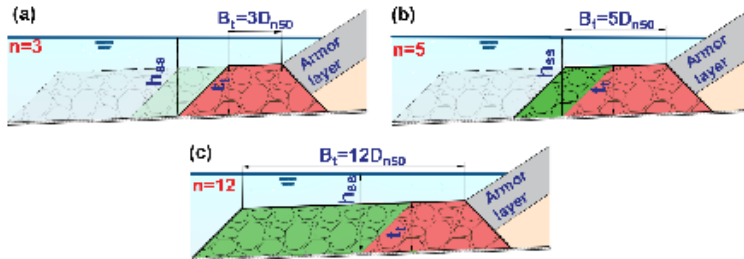 (a)
B_t=3D_n50
n=3
h_ss
t_t
Armor
layer
(b)
B_t=5D_n50
n=5
h_ss
t_t
Armor
layer
(c)
B_t=12D_n50
n=12
h_ss
t_t
Armor
layer